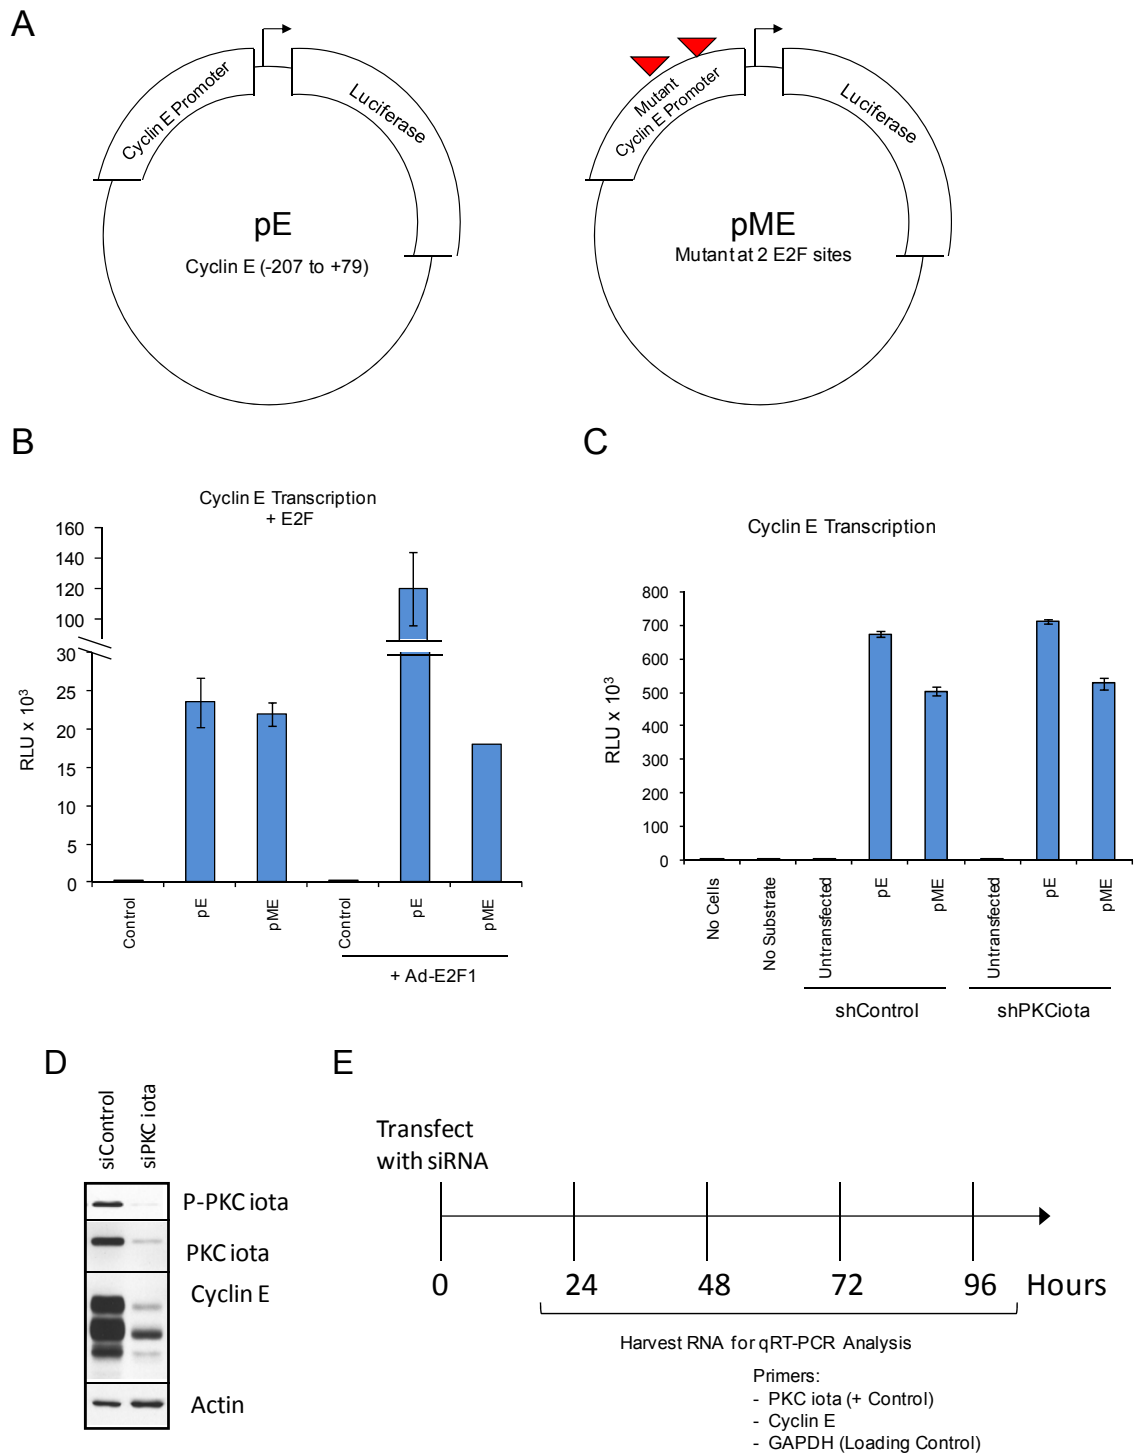 A
Cyclin E Promoter
Luciferase
pE
Cyclin E (-207 to +79)
Mutant
Cyclin E Promoter
Luciferase
pME
Mutant at 2 E2F sites
B
Cyclin E Transcription
+ E2F
160
140
120
100
30
25
20
15
10
5
0
RLU x 10³
Control
pE
pME
Control
pE
pME
+ Ad-E2F1
C
Cyclin E Transcription
800
700
600
500
400
300
200
100
0
RLU x 10³
No Cells
No Substrate
Untransfected
pE
pME
Untransfected
pE
pME
shControl
shPKCiota
D
siControl
siPKC iota
P-PKC iota
PKC iota
Cyclin E
Actin
E
Transfect
with siRNA
0
24
48
72
96
Hours
Harvest RNA for qRT-PCR Analysis
Primers:
- PKC iota (+ Control)
- Cyclin E
- GAPDH (Loading Control)